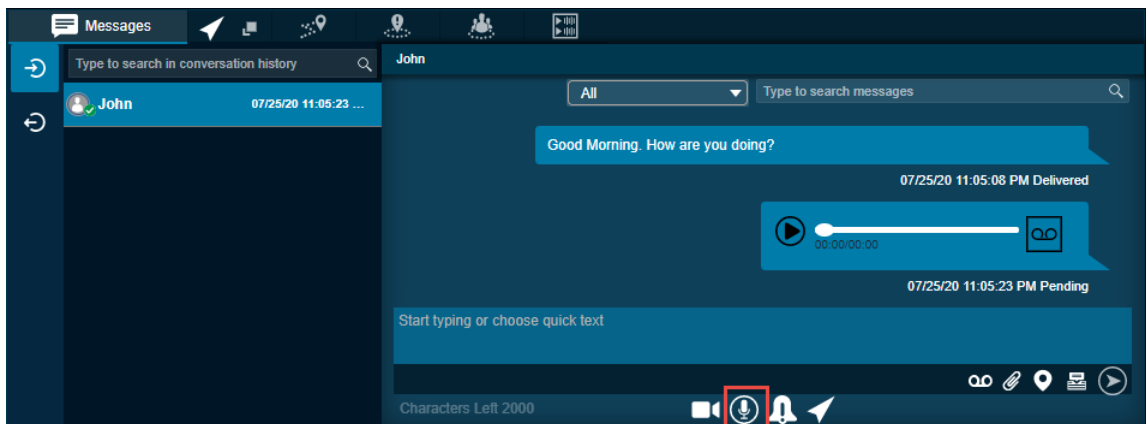 Messages
Type to search in conversation history
John
07/25/20 11:05:23 ...
John
All
Type to search messages
Good Morning. How are you doing?
07/25/20 11:05:08 PM Delivered
00:00/00:00
07/25/20 11:05:23 PM Pending
Start typing or choose quick text
Characters Left 2000